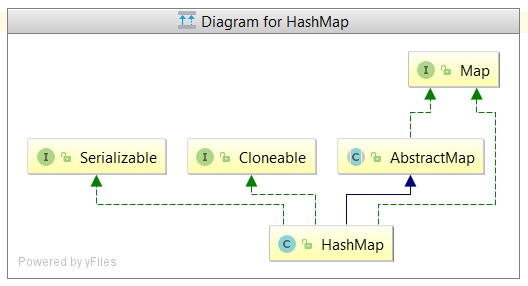 Diagram for HashMap
I Map
I Serializable
I Cloneable
C AbstractMap
C HashMap
Powered by yFiles